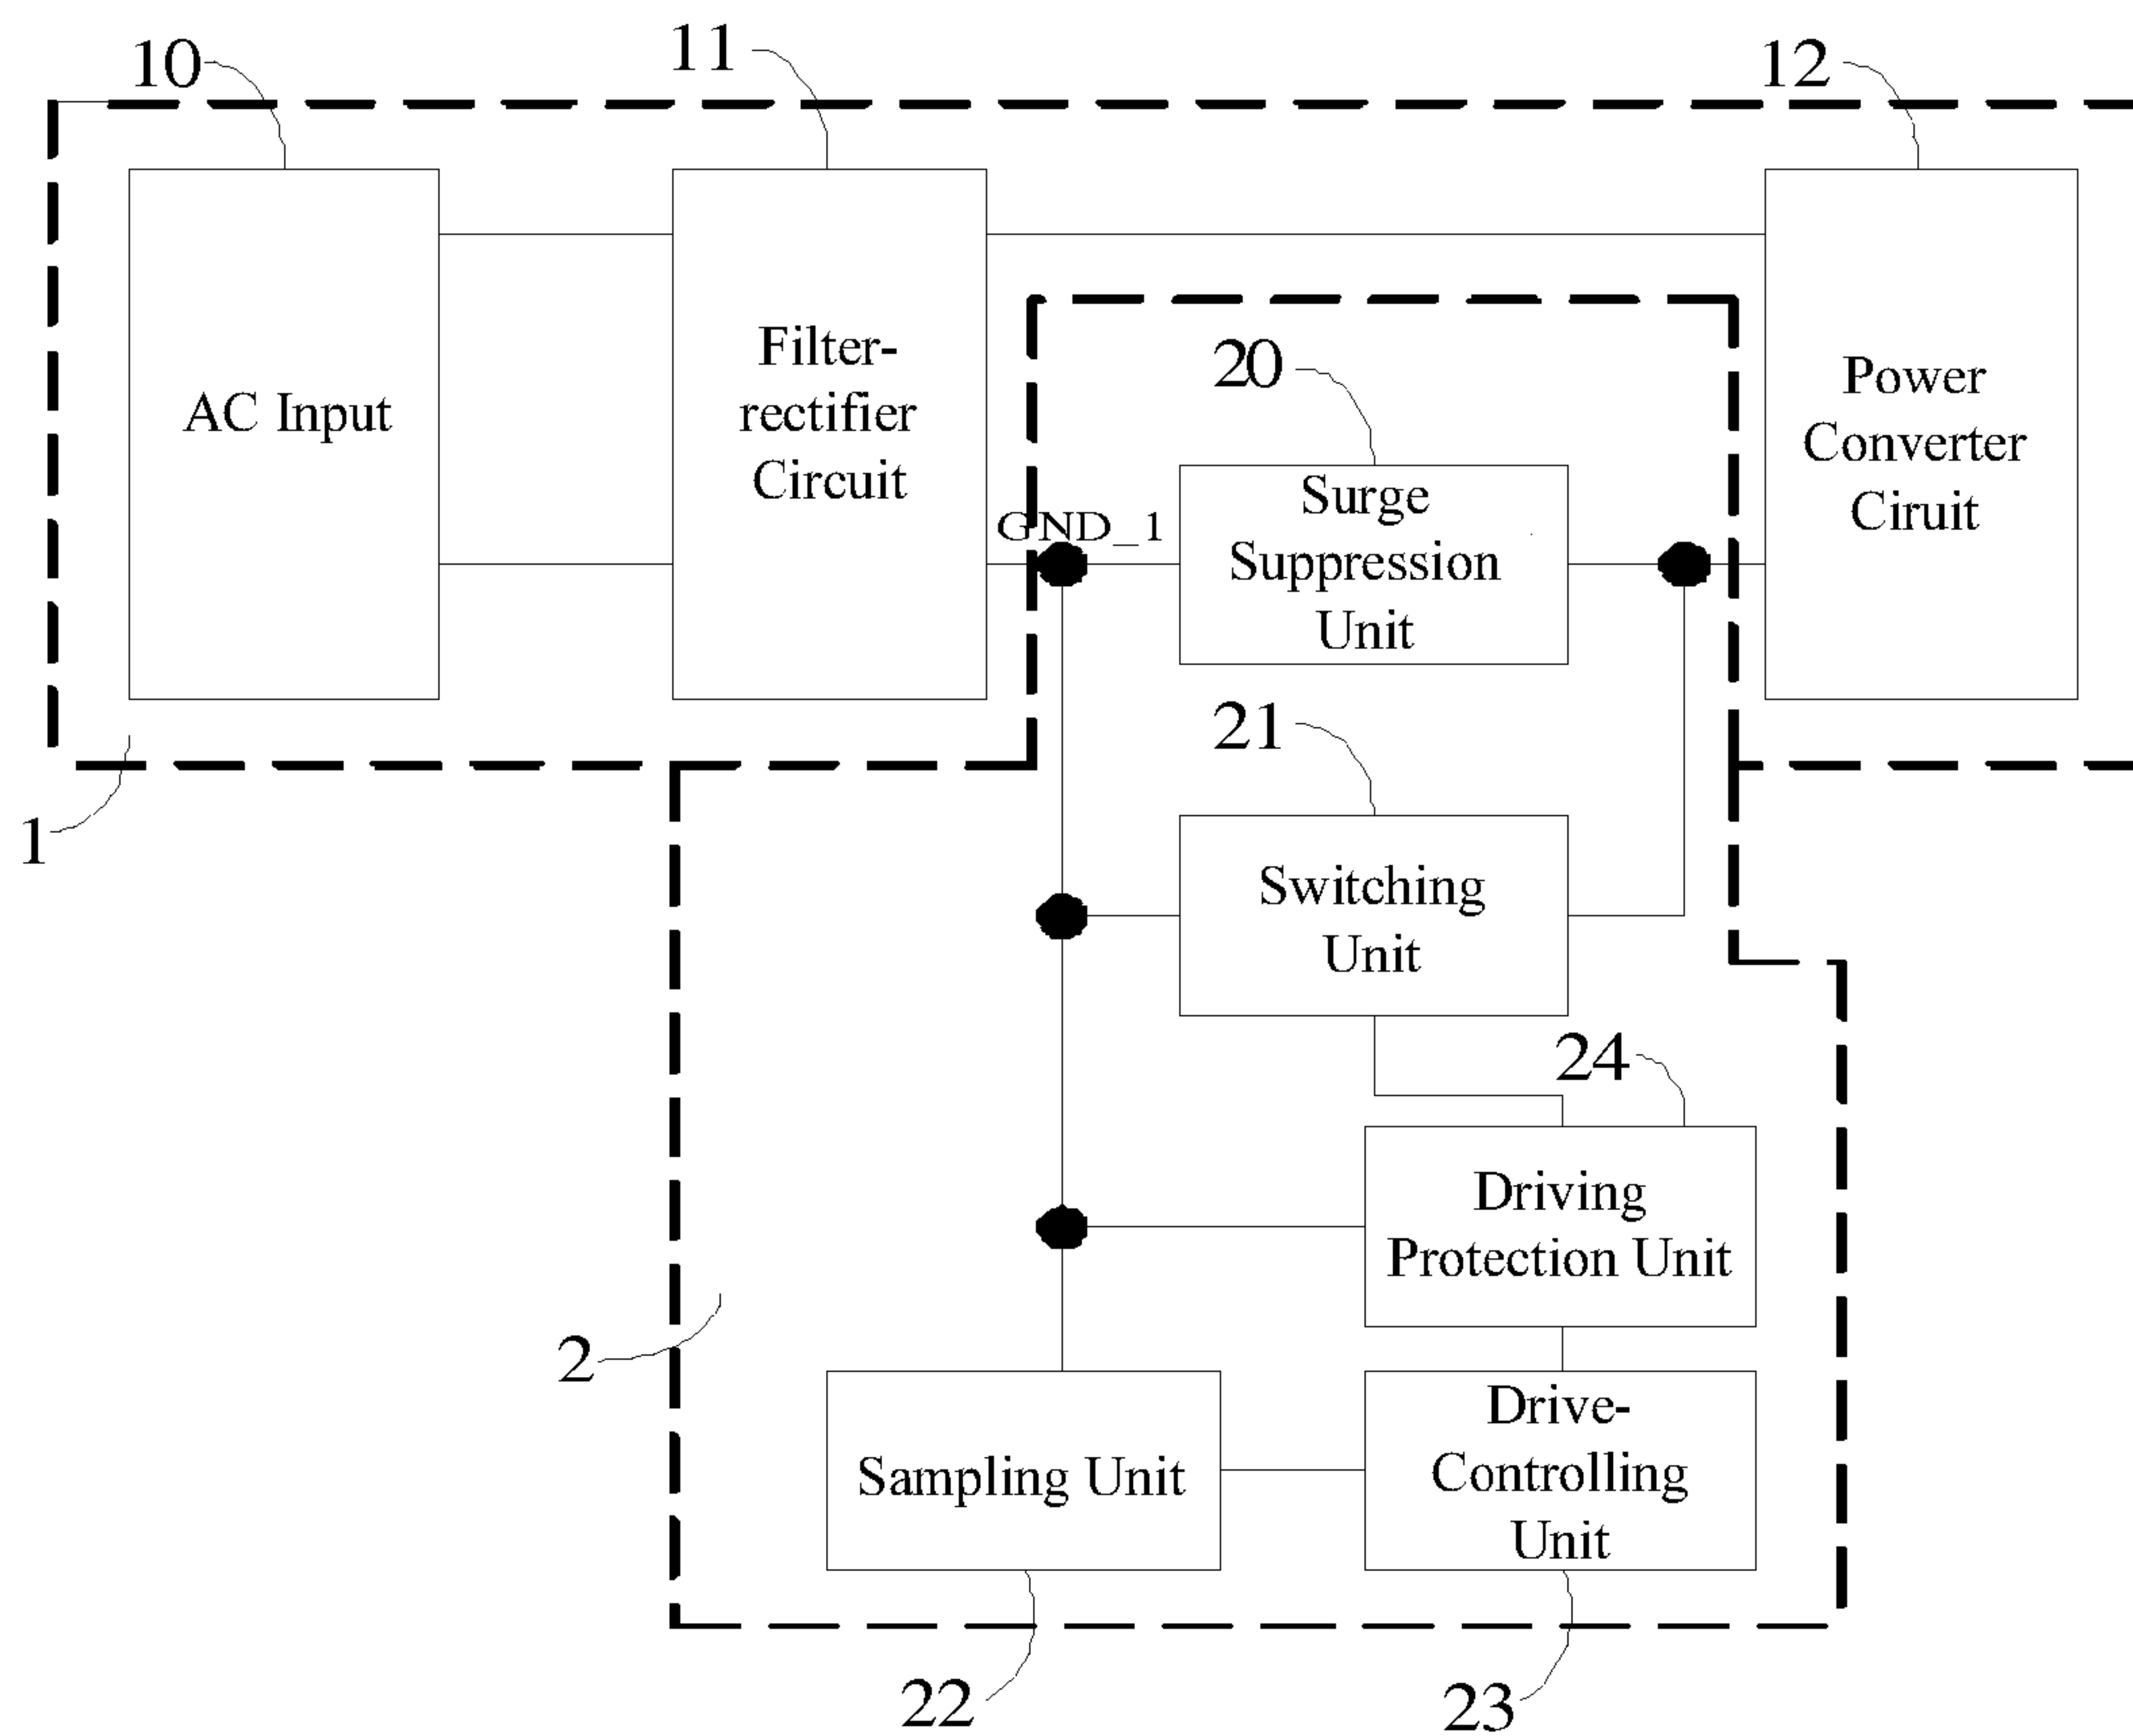 10
11
12
AC Input
Filter-
rectifier
Circuit
Power
Converter
Ciruit
20
GND_1
Surge
Suppression
Unit
21
1
Switching
Unit
24
Driving
Protection Unit
2
Sampling Unit
Drive-
Controlling
Unit
22
23